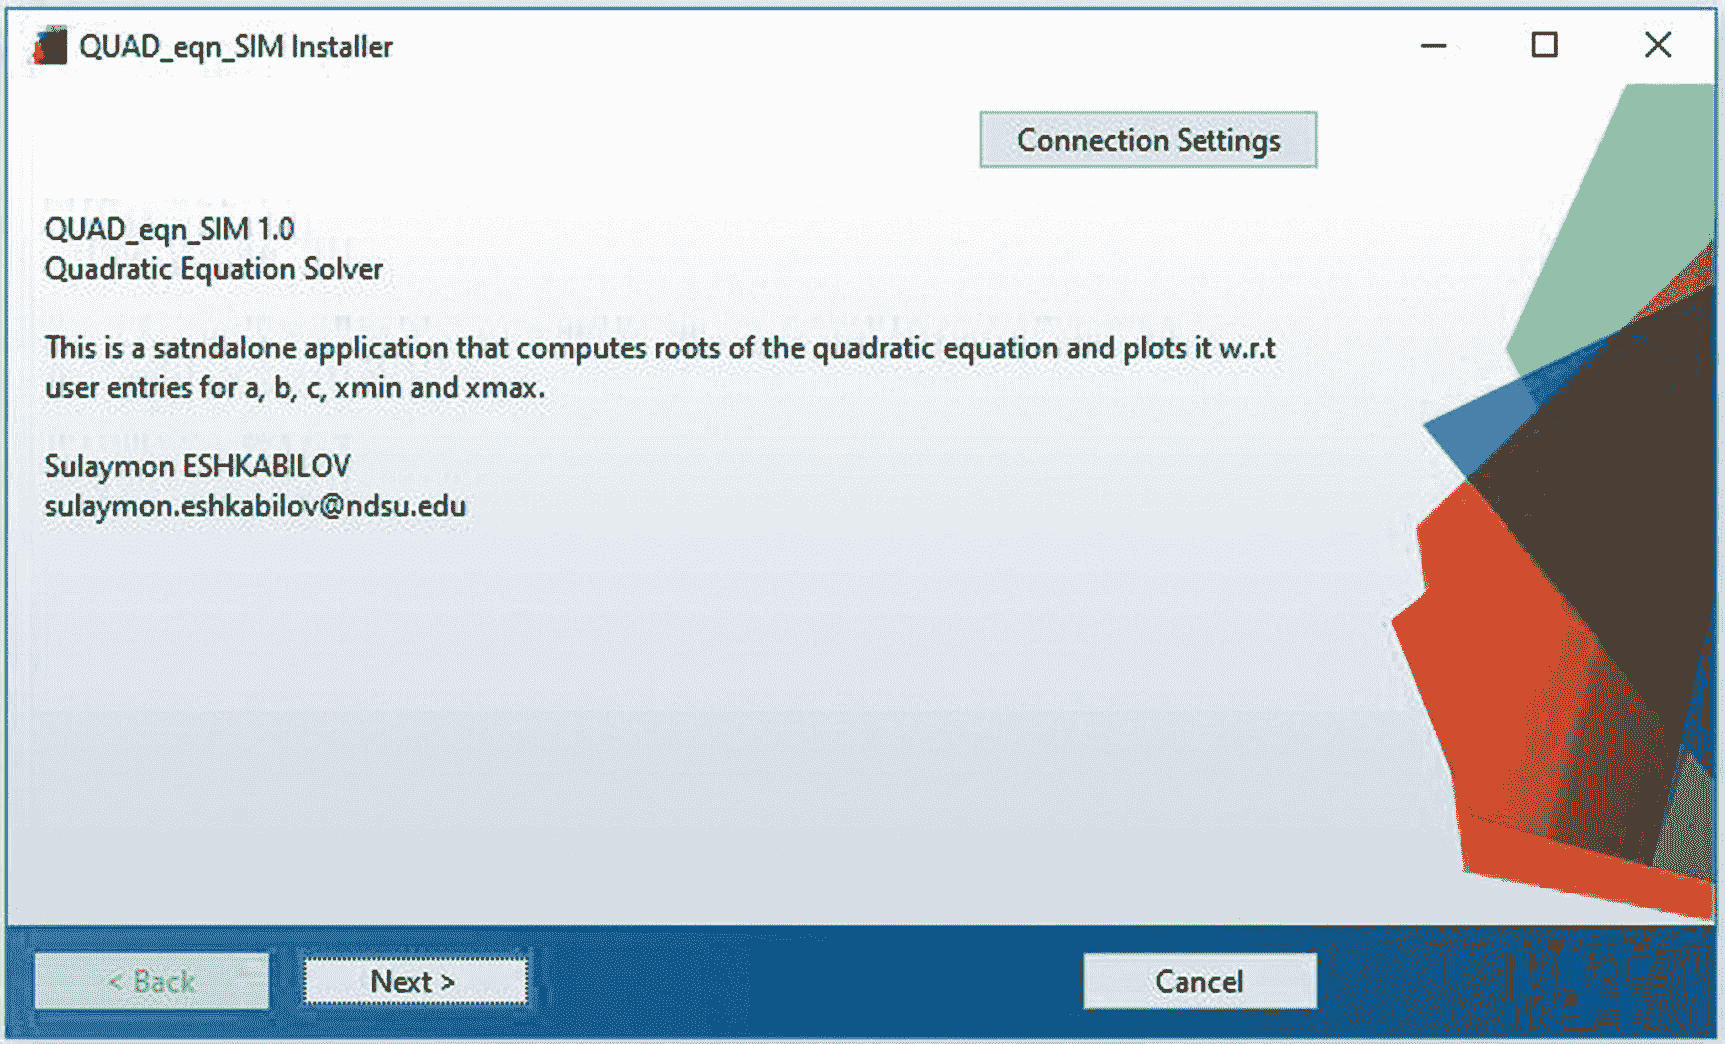 QUAD_eqn_SIM Installer
Connection Settings
QUAD_eqn_SIM 1.0
Quadratic Equation Solver
This is a satndalone application that computes roots of the quadratic equation and plots it w.r.t
user entries for a, b, c, xmin and xmax.
Sulaymon ESHKABILOV
sulaymon.eshkabilov@ndsu.edu
< Back
Next >
Cancel